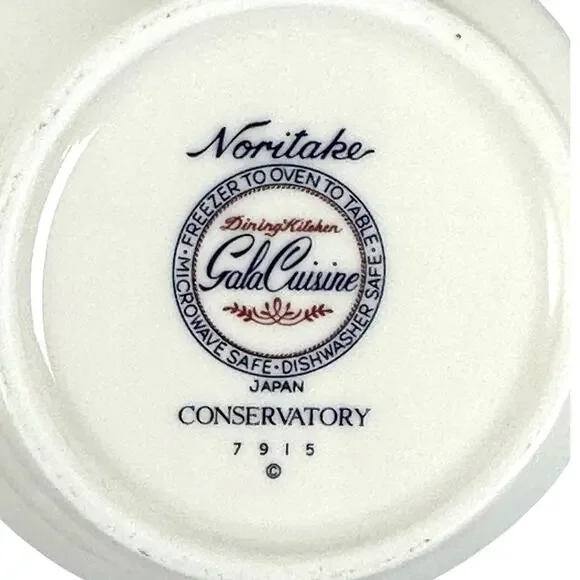 Noritake
FREEZER TO OVEN TO TABLE · DISHWASHER SAFE · MICROWAVE SAFE ·
Dining Kitchen
Gala Cuisine
JAPAN
CONSERVATORY
7915
©